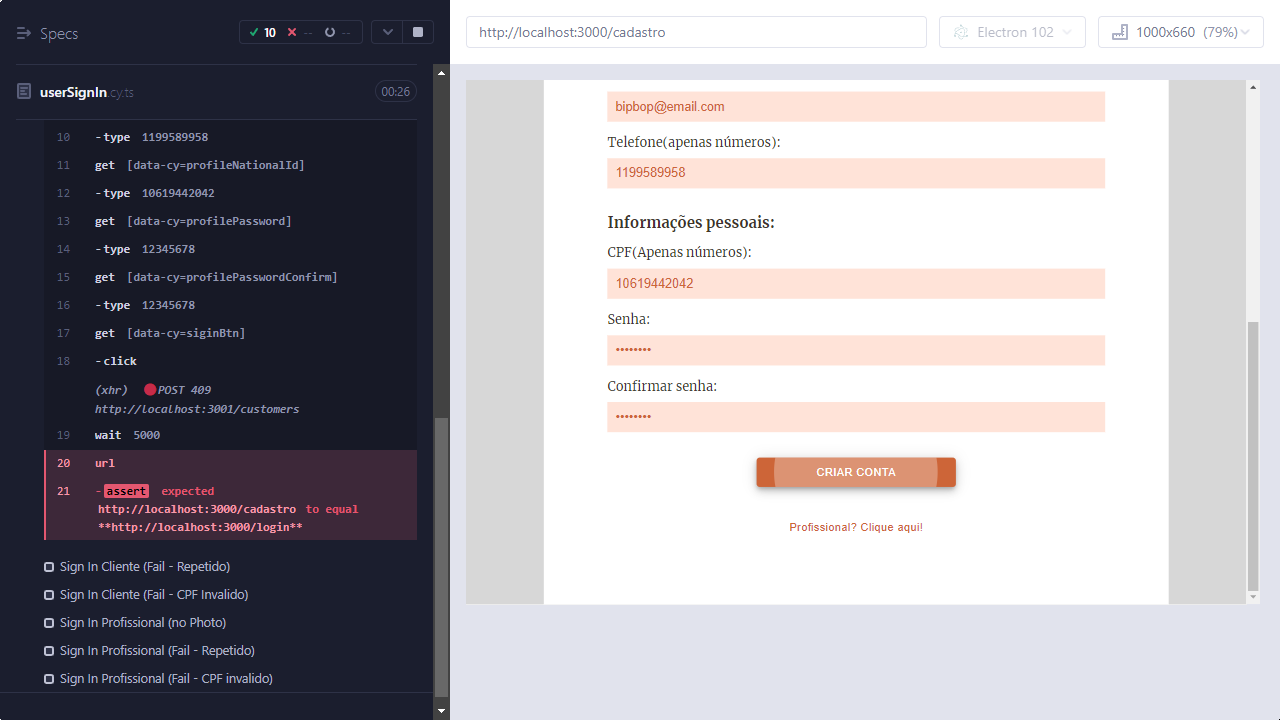 Specs
10 -- --
userSignIn.cy.ts 00:26
10 -type 1199589958
11 get [data-cy=profileNationalId]
12 -type 10619442042
13 get [data-cy=profilePassword]
14 -type 12345678
15 get [data-cy=profilePasswordConfirm]
16 -type 12345678
17 get [data-cy=siginBtn]
18 -click
(xhr) POST 409
http://localhost:3001/customers
19 wait 5000
20 url
21 -assert expected
http://localhost:3000/cadastro to equal
**http://localhost:3000/login**
Sign In Cliente (Fail - Repetido)
Sign In Cliente (Fail - CPF Invalido)
Sign In Profissional (no Photo)
Sign In Profissional (Fail - Repetido)
Sign In Profissional (Fail - CPF invalido)
http://localhost:3000/cadastro
Electron 102
1000x660 (79%)
bipbop@email.com
Telefone(apenas números):
1199589958
Informações pessoais:
CPF(Apenas números):
10619442042
Senha:
••••••••
Confirmar senha:
••••••••
CRIAR CONTA
Profissional? Clique aqui!